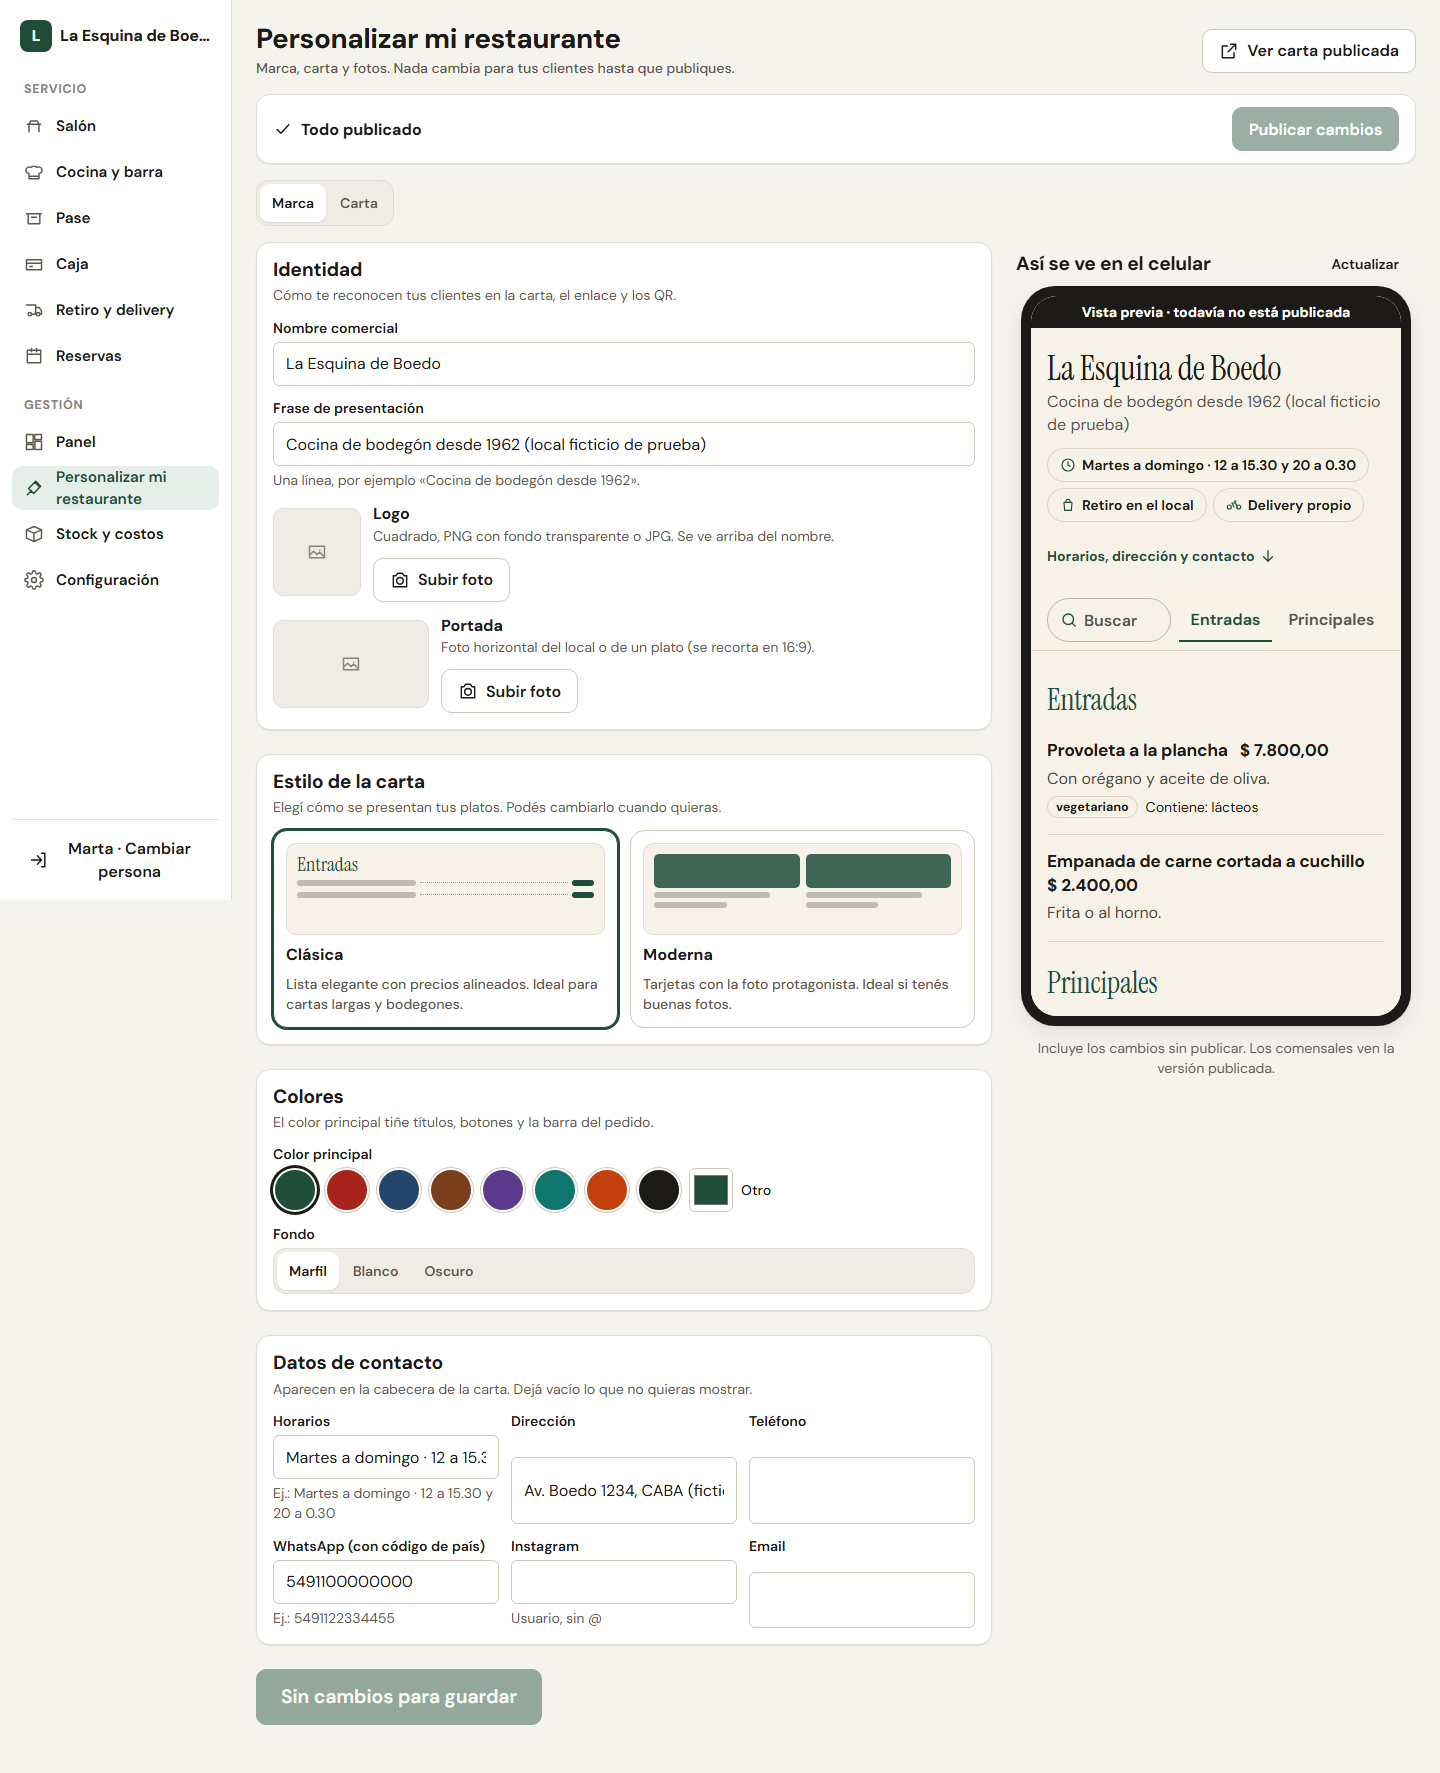 L
La Esquina de Boe...
SERVICIO
Salón
Cocina y barra
Pase
Caja
Retiro y delivery
Reservas
GESTIÓN
Panel
Personalizar mi
restaurante
Stock y costos
Configuración
Marta · Cambiar
persona
Personalizar mi restaurante
Marca, carta y fotos. Nada cambia para tus clientes hasta que publiques.
Ver carta publicada
Todo publicado
Publicar cambios
Marca
Carta
Identidad
Cómo te reconocen tus clientes en la carta, el enlace y los QR.
Nombre comercial
La Esquina de Boedo
Frase de presentación
Cocina de bodegón desde 1962 (local ficticio de prueba)
Una línea, por ejemplo «Cocina de bodegón desde 1962».
Logo
Cuadrado, PNG con fondo transparente o JPG. Se ve arriba del nombre.
Subir foto
Portada
Foto horizontal del local o de un plato (se recorta en 16:9).
Subir foto
Estilo de la carta
Elegí cómo se presentan tus platos. Podés cambiarlo cuando quieras.
Entradas
Clásica
Lista elegante con precios alineados. Ideal para
cartas largas y bodegones.
Moderna
Tarjetas con la foto protagonista. Ideal si tenés
buenas fotos.
Colores
El color principal tiñe títulos, botones y la barra del pedido.
Color principal
Otro
Fondo
Marfil
Blanco
Oscuro
Datos de contacto
Aparecen en la cabecera de la carta. Dejá vacío lo que no quieras mostrar.
Horarios
Martes a domingo · 12 a 15.3
Ej.: Martes a domingo · 12 a 15.30 y
20 a 0.30
Dirección
Av. Boedo 1234, CABA (fictic
Teléfono
WhatsApp (con código de país)
5491100000000
Ej.: 5491122334455
Instagram
Usuario, sin @
Email
Sin cambios para guardar
Así se ve en el celular
Actualizar
Vista previa · todavía no está publicada
La Esquina de Boedo
Cocina de bodegón desde 1962 (local ficticio
de prueba)
Martes a domingo · 12 a 15.30 y 20 a 0.30
Retiro en el local
Delivery propio
Horarios, dirección y contacto
Buscar
Entradas
Principales
Entradas
Provoleta a la plancha $ 7.800,00
Con orégano y aceite de oliva.
vegetariano
Contiene: lácteos
Empanada de carne cortada a cuchillo
$ 2.400,00
Frita o al horno.
Principales
Incluye los cambios sin publicar. Los comensales ven la
versión publicada.